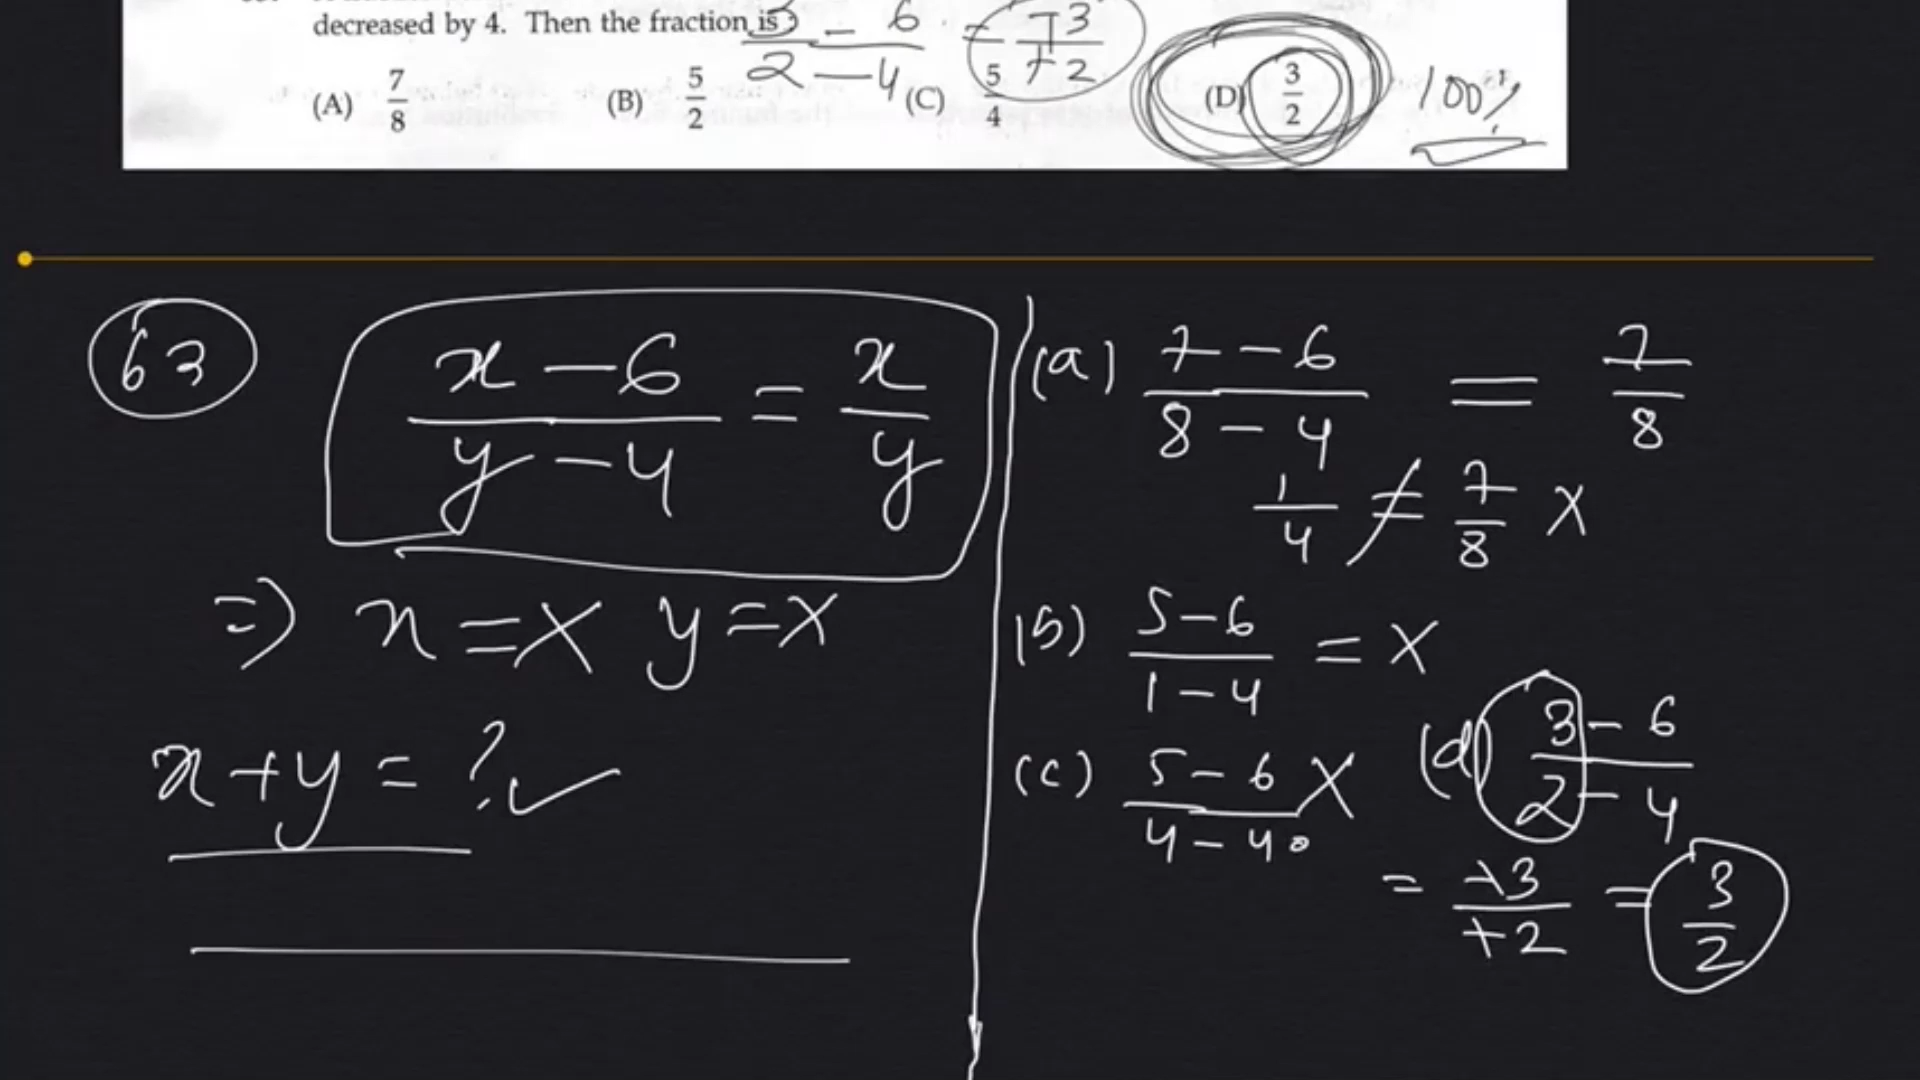 decreased by 4. Then the fraction is
3 - 6 / 2 - 4 = -3 / -2
(A) 7/8 (B) 5/2 (C) 5/4 (D) 3/2 100%
63
x - 6 / y - 4 = x / y
=> x = X y = X
x + y = ? ✓
(a) 7 - 6 / 8 - 4 = 7 / 8
1/4 ≠ 7/8 X
(b) 5 - 6 / 1 - 4 = X
(c) 5 - 6 / 4 - 4 X
(d) 3 - 6 / 2 - 4
= -3 / -2 = 3 / 2